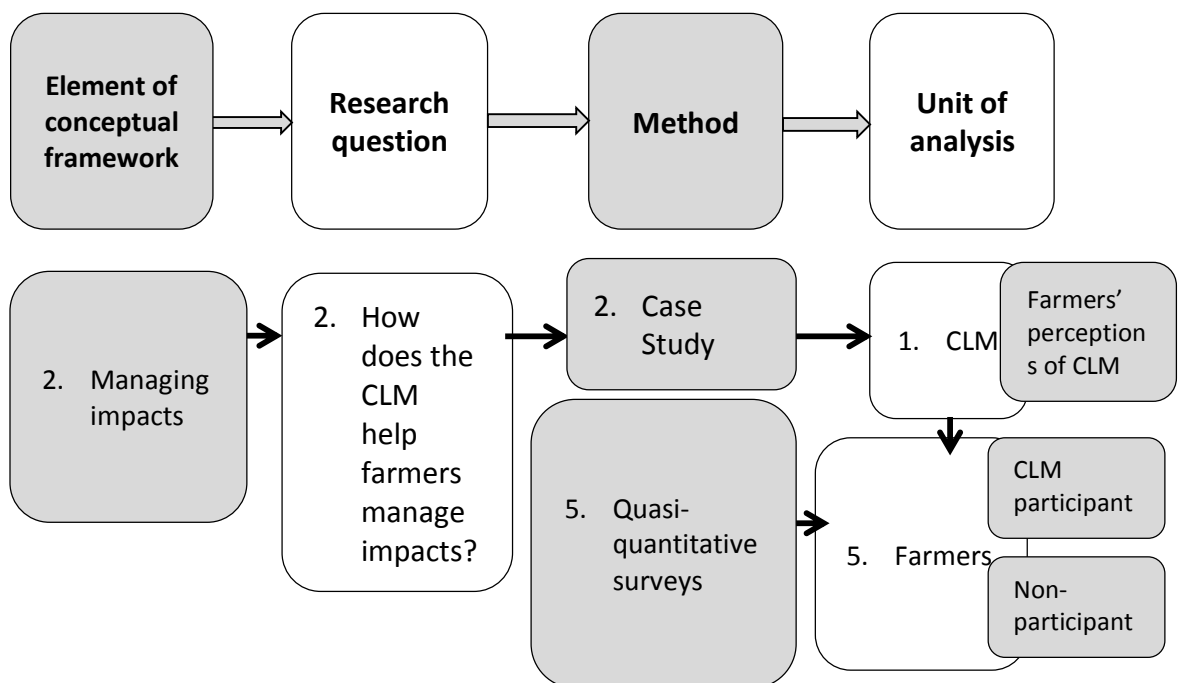 Element of
conceptual
framework
Research
question
Method
Unit of
analysis
2. Managing
impacts
2. How
does the
CLM
help
farmers
manage
impacts?
2. Case
Study
5. Quasi-
quantitative
surveys
1. CLM
Farmers’
perception
s of CLM
5. Farmers
CLM
participant
Non-
participant